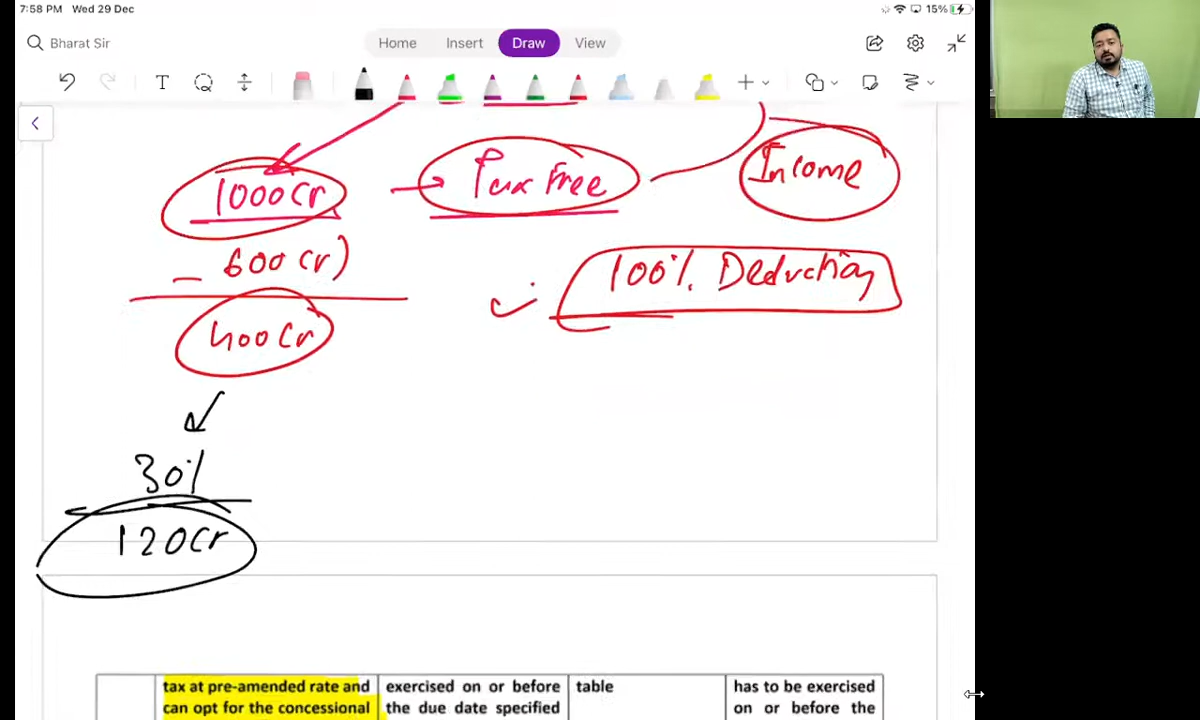 7:58 PM Wed 29 Dec
15%
Bharat Sir
Home Insert Draw View
T
1000Cr
Tax Free
Income
- 600 Cr)
100% Deduction
400Cr
30%
120Cr
tax at pre-amended rate and
can opt for the concessional
exercised on or before
the due date specified
table
has to be exercised
on or before the